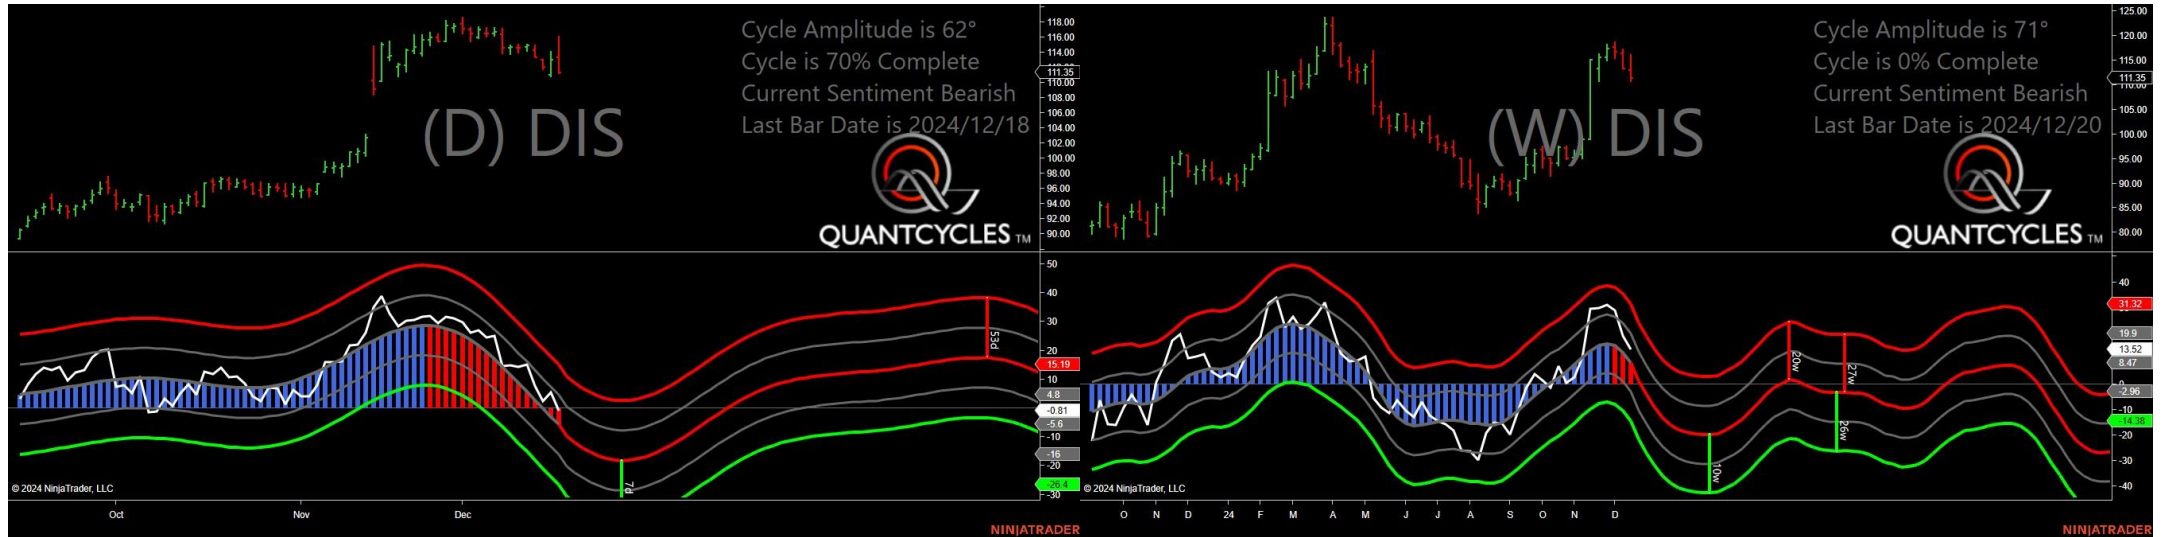 Cycle Amplitude is 62°
Cycle is 70% Complete
Current Sentiment Bearish
Last Bar Date is 2024/12/18
(D) DIS
QUANTCYCLES TM
118.00
116.00
114.00
111.35
110.00
108.00
106.00
104.00
102.00
100.00
98.00
96.00
94.00
92.00
90.00
50
40
30
20
15.19
10
4.8
-0.81
-5.6
-10
-16
-20
-26.4
-30
53d
7d
© 2024 NinjaTrader, LLC
Oct Nov Dec
NINJATRADER
Cycle Amplitude is 71°
Cycle is 0% Complete
Current Sentiment Bearish
Last Bar Date is 2024/12/20
(W) DIS
QUANTCYCLES TM
125.00
120.00
115.00
111.35
110.00
105.00
100.00
95.00
90.00
85.00
80.00
40
31.32
19.9
13.52
8.47
0
-2.96
-10
-14.38
-20
-30
-40
20w
27w
26w
10w
© 2024 NinjaTrader, LLC
O N D 24 F M A M J J A S O N D
NINJATRADER